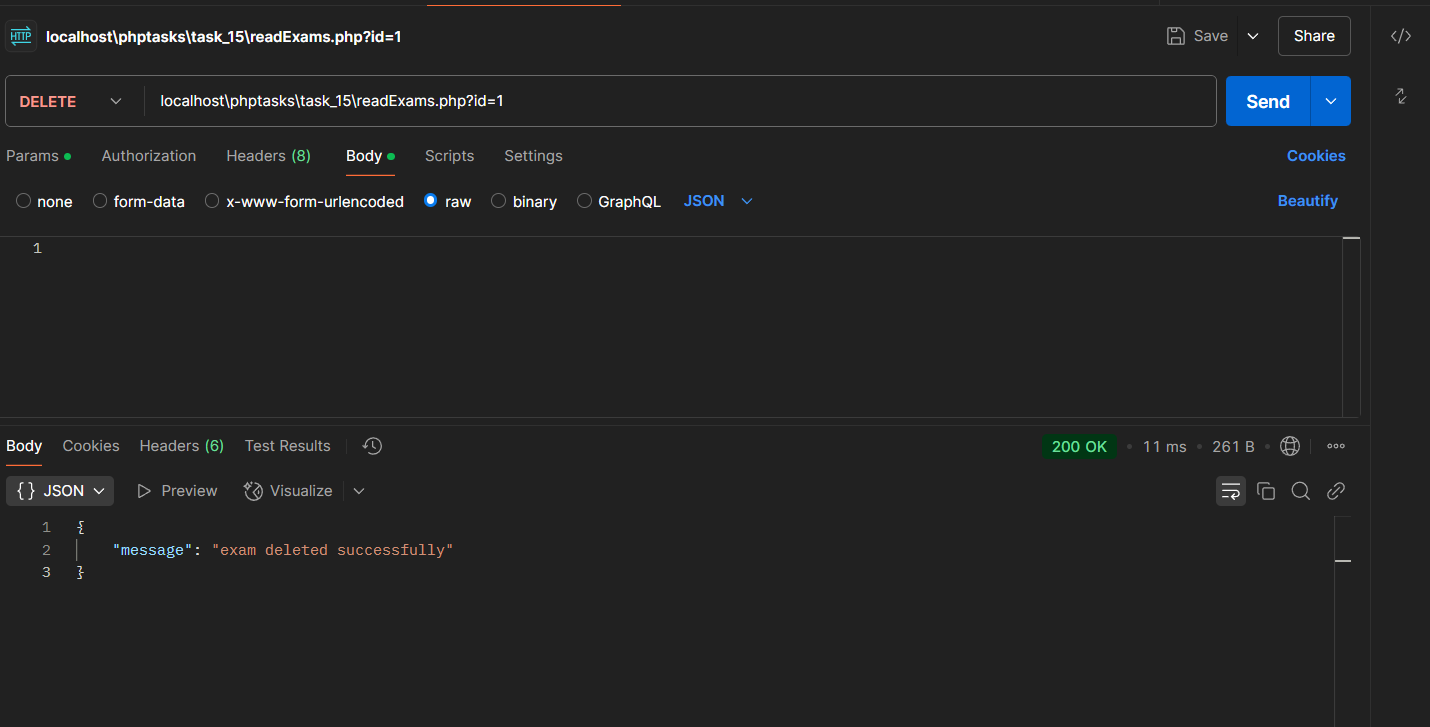 HTTP localhost\phptasks\task_15\readExams.php?id=1 Save Share </>
DELETE localhost\phptasks\task_15\readExams.php?id=1 Send
Params Authorization Headers (8) Body Scripts Settings Cookies
none form-data x-www-form-urlencoded raw binary GraphQL JSON Beautify
1
Body Cookies Headers (6) Test Results 200 OK • 11 ms • 261 B •
{} JSON Preview Visualize
1 {
2 "message": "exam deleted successfully"
3 }